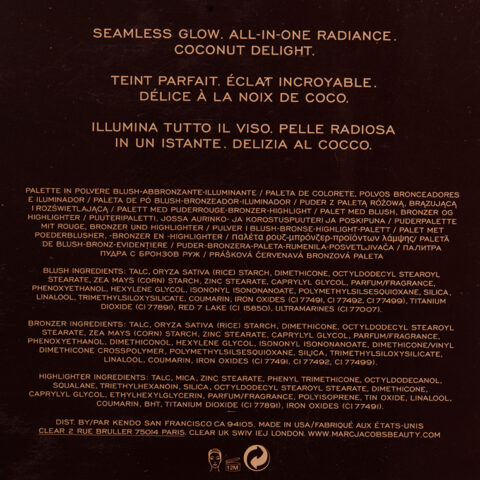 SEAMLESS GLOW. ALL-IN-ONE RADIANCE.
COCONUT DELIGHT.
TEINT PARFAIT. ÉCLAT INCROYABLE.
DÉLICE À LA NOIX DE COCO.
ILLUMINA TUTTO IL VISO. PELLE RADIOSA
IN UN ISTANTE. DELIZIA AL COCCO.
PALETTE IN POLVERE BLUSH-ABBRONZANTE-ILLUMINANTE / PALETA DE COLORETE, POLVOS BRONCEADORES
E ILUMINADOR / PALETA DE PÓ BLUSH-BRONZEADOR-ILUMINADOR / PUDER Z PALETĄ RÓŻOWĄ, BRĄZUJĄCĄ
I ROZŚWIETLAJĄCĄ / PALETT MED PUDERROUGE-BRONZER-HIGHLIGHT / PALET MED BLUSH, BRONZER OG
HIGHLIGHTER / PUUTERIPALETTI, JOSSA AURINKO- JA KOROSTUSPUUTERI JA POSKIPUNA / PUDERPALETTE
MIT ROUGE, BRONZER UND HIGHLIGHTER / PULVER I BLUSH-BRONSE-HIGHLIGHT-PALETT / PALET MET
POEDERBLUSHER, -BRONZER EN -HIGHLIGHTER / παλέτα ρουζ-μπρόνζερ-προϊόντων λάμψης/ PALETĂ
DE BLUSH-BRONZ-EVIDENȚIERE / PUDER-BRONZERA-PALETA-RUMENILA-POSVETLJIVAČA / ПАЛИТРА
ПУДРА С БРОНЗОВ РУЖ / PRÁŠKOVÁ ČERVENAVÁ BRONZOVÁ PALETA
BLUSH INGREDIENTS: TALC, ORYZA SATIVA (RICE) STARCH, DIMETHICONE, OCTYLDODECYL STEAROYL
STEARATE, ZEA MAYS (CORN) STARCH, ZINC STEARATE, CAPRYLYL GLYCOL, PARFUM/FRAGRANCE,
PHENOXYETHANOL, HEXYLENE GLYCOL, ISONONYL ISONONANOATE, POLYMETHYLSILSESQUIOXANE, SILICA,
LINALOOL, TRIMETHYLSILOXYSILICATE, COUMARIN, IRON OXIDES (CI 77491, CI 77492, CI 77499), TITANIUM
DIOXIDE (CI 77891), RED 7 LAKE (CI 15850), ULTRAMARINES (CI 77007).
BRONZER INGREDIENTS: TALC, ORYZA SATIVA (RICE) STARCH, DIMETHICONE, OCTYLDODECYL STEAROYL
STEARATE, ZEA MAYS (CORN) STARCH, ZINC STEARATE, CAPRYLYL GLYCOL, PARFUM/FRAGRANCE,
PHENOXYETHANOL, DIMETHICONOL, HEXYLENE GLYCOL, ISONONYL ISONONANOATE, DIMETHICONE/VINYL
DIMETHICONE CROSSPOLYMER, POLYMETHYLSILSESQUIOXANE, SILICA, TRIMETHYLSILOXYSILICATE,
LINALOOL, COUMARIN, IRON OXIDES (CI 77491, CI 77492, CI 77499).
HIGHLIGHTER INGREDIENTS: TALC, MICA, ZINC STEARATE, PHENYL TRIMETHICONE, OCTYLDODECANOL,
SQUALANE, TRIETHYLHEXANOIN, SILICA, OCTYLDODECYL STEAROYL STEARATE, DIMETHICONE,
CAPRYLYL GLYCOL, ETHYLHEXYLGLYCERIN, PARFUM/FRAGRANCE, POLYISOPRENE, TIN OXIDE, LINALOOL,
COUMARIN, BHT, TITANIUM DIOXIDE (CI 77891), IRON OXIDES (CI 77491).
DIST. BY/PAR KENDO SAN FRANCISCO CA 94105. MADE IN USA/FABRIQUÉ AUX ÉTATS-UNIS
CLEAR 2 RUE BRULLER 75014 PARIS. CLEAR UK SW1V 1EJ LONDON. WWW.MARCJACOBSBEAUTY.COM
12M